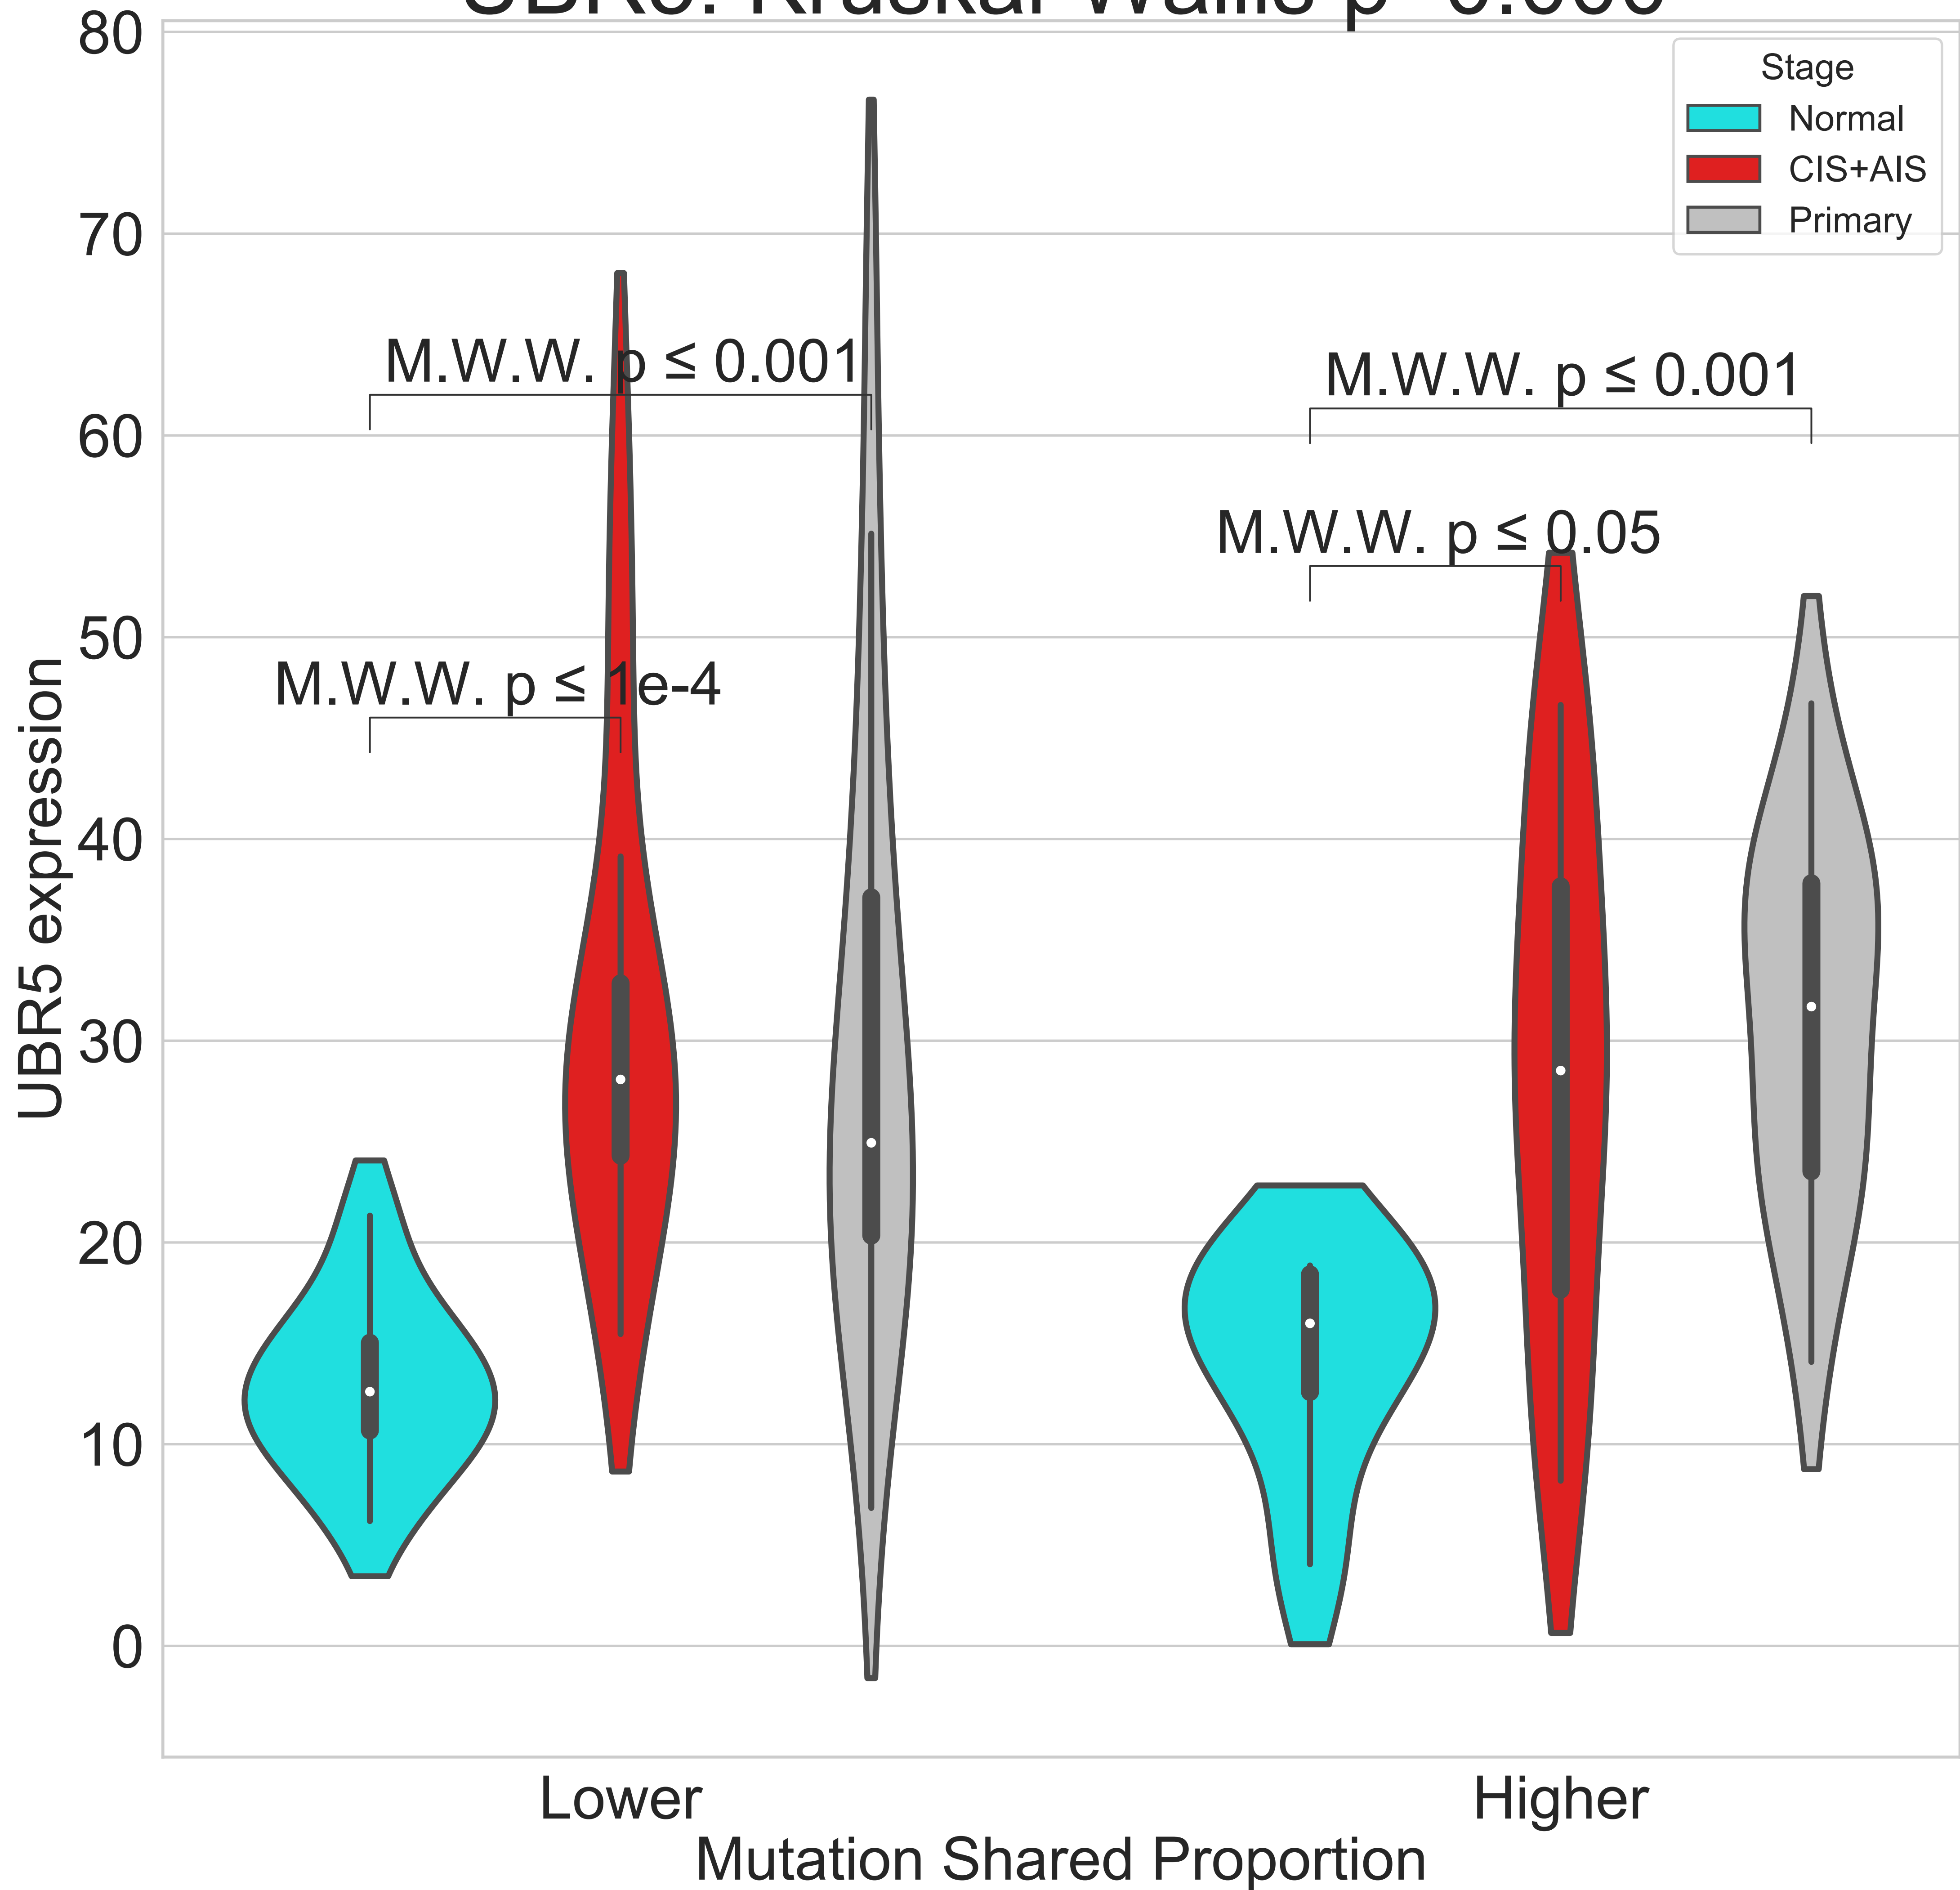 80
Stage
Normal
CIS+AIS
Primary
70
M.W.W. p ≤ 0.001
M.W.W. p ≤ 0.001
60
M.W.W. p ≤ 0.05
50
M.W.W. p ≤ 1e-4
40
30
20
10
0
UBR5 expression
Lower
Higher
Mutation Shared Proportion